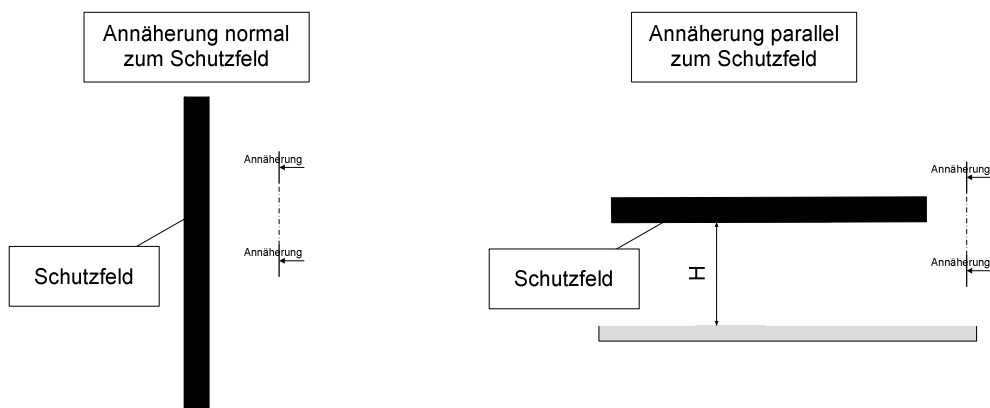 Annäherung normal
zum Schutzfeld
Annäherung
Annäherung
Schutzfeld
Annäherung parallel
zum Schutzfeld
Annäherung
Annäherung
Schutzfeld
H